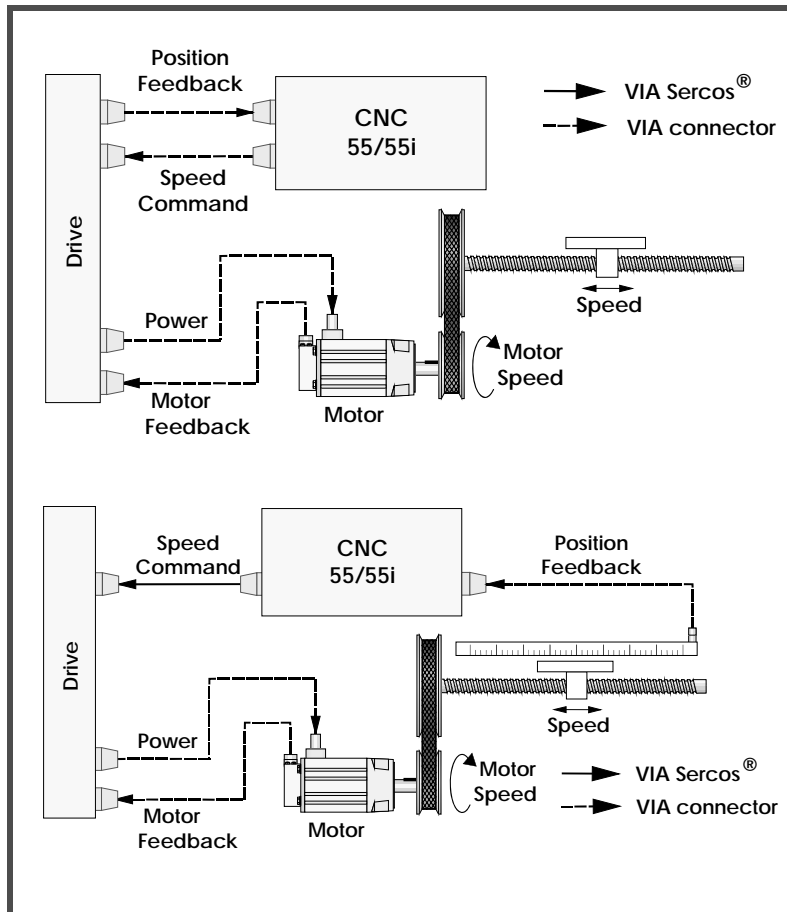 Position
Feedback
CNC
55/55i
VIA Sercos®
VIA connector
Speed
Command
Drive
Speed
Power
Motor
Speed
Motor
Feedback
Motor
Speed
Command
CNC
55/55i
Position
Feedback
Drive
Speed
Power
Motor
Speed
VIA Sercos®
VIA connector
Motor
Feedback
Motor